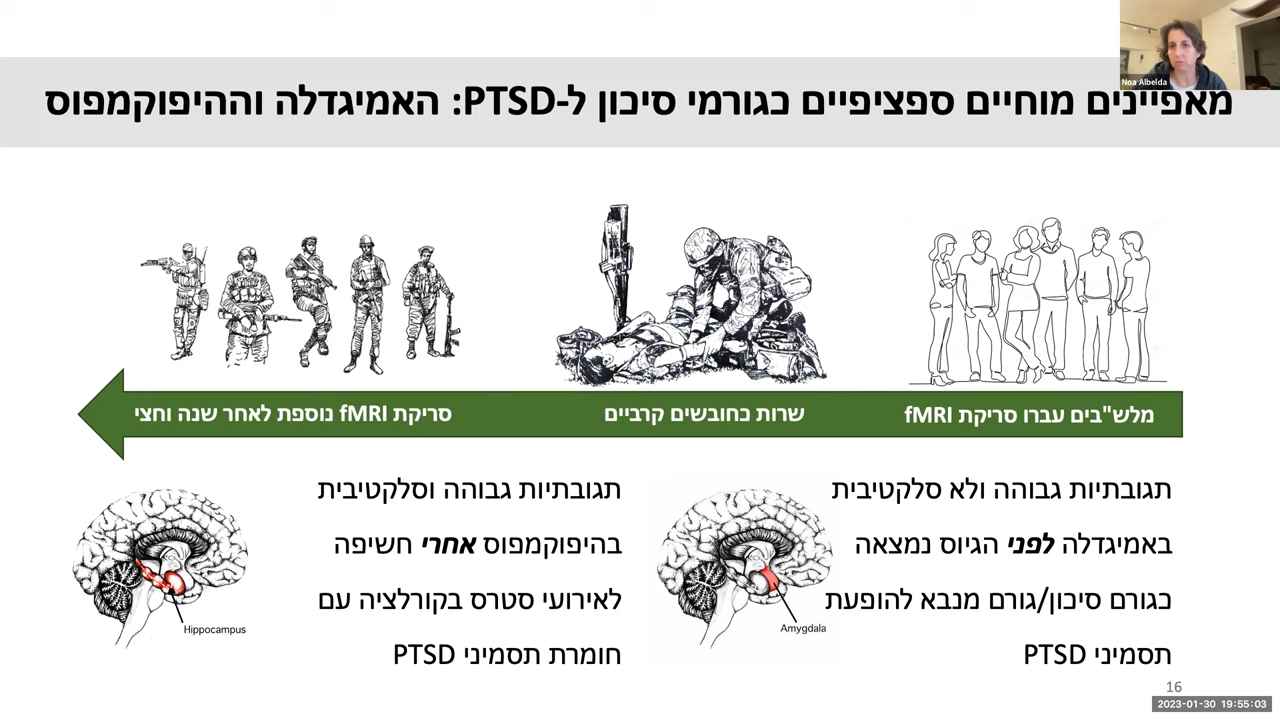 Noa Albelda
מאפיינים מוחיים ספציפיים כגורמי סיכון ל-PTSD: האמיגדלה וההיפוקמפוס
מלש"בים עברו סריקת fMRI
שרות כחובשים קרביים
סריקת fMRI נוספת לאחר שנה וחצי
תגובתיות גבוהה ולא סלקטיבית
באמיגדלה לפני הגיוס נמצאה
כגורם סיכון/גורם מנבא להופעת
תסמיני PTSD
Amygdala
תגובתיות גבוהה וסלקטיבית
בהיפוקמפוס אחרי חשיפה
לאירועי סטרס בקורלציה עם
חומרת תסמיני PTSD
Hippocampus
16
2023-01-30 19:55:03